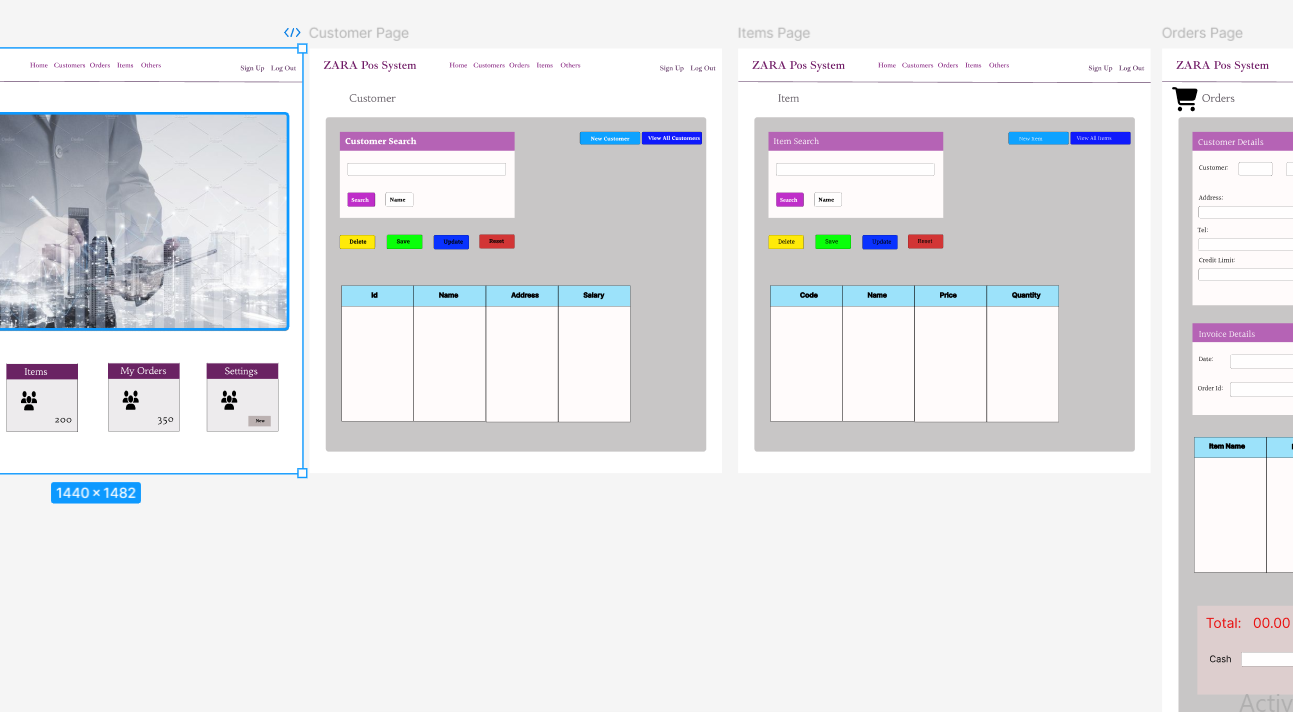 </> Customer Page
Items Page
Orders Page
Home Customers Orders Items Others
Sign Up Log Out
Items
200
My Orders
350
Settings
New
1440 × 1482
ZARA Pos System
Home Customers Orders Items Others
Sign Up Log Out
Customer
Customer Search
New Customer View All Customers
Search Name
Delete Save Update Reset
Id Name Address Salary
ZARA Pos System
Home Customers Orders Items Others
Sign Up Log Out
Item
Item Search
New Item View All Items
Search Name
Delete Save Update Reset
Code Name Price Quantity
ZARA Pos System
Orders
Customer Details
Customer:
Address:
Tel:
Credit Limit:
Invoice Details
Date:
Order Id:
Item Name
Total: 00.00
Cash
Activ